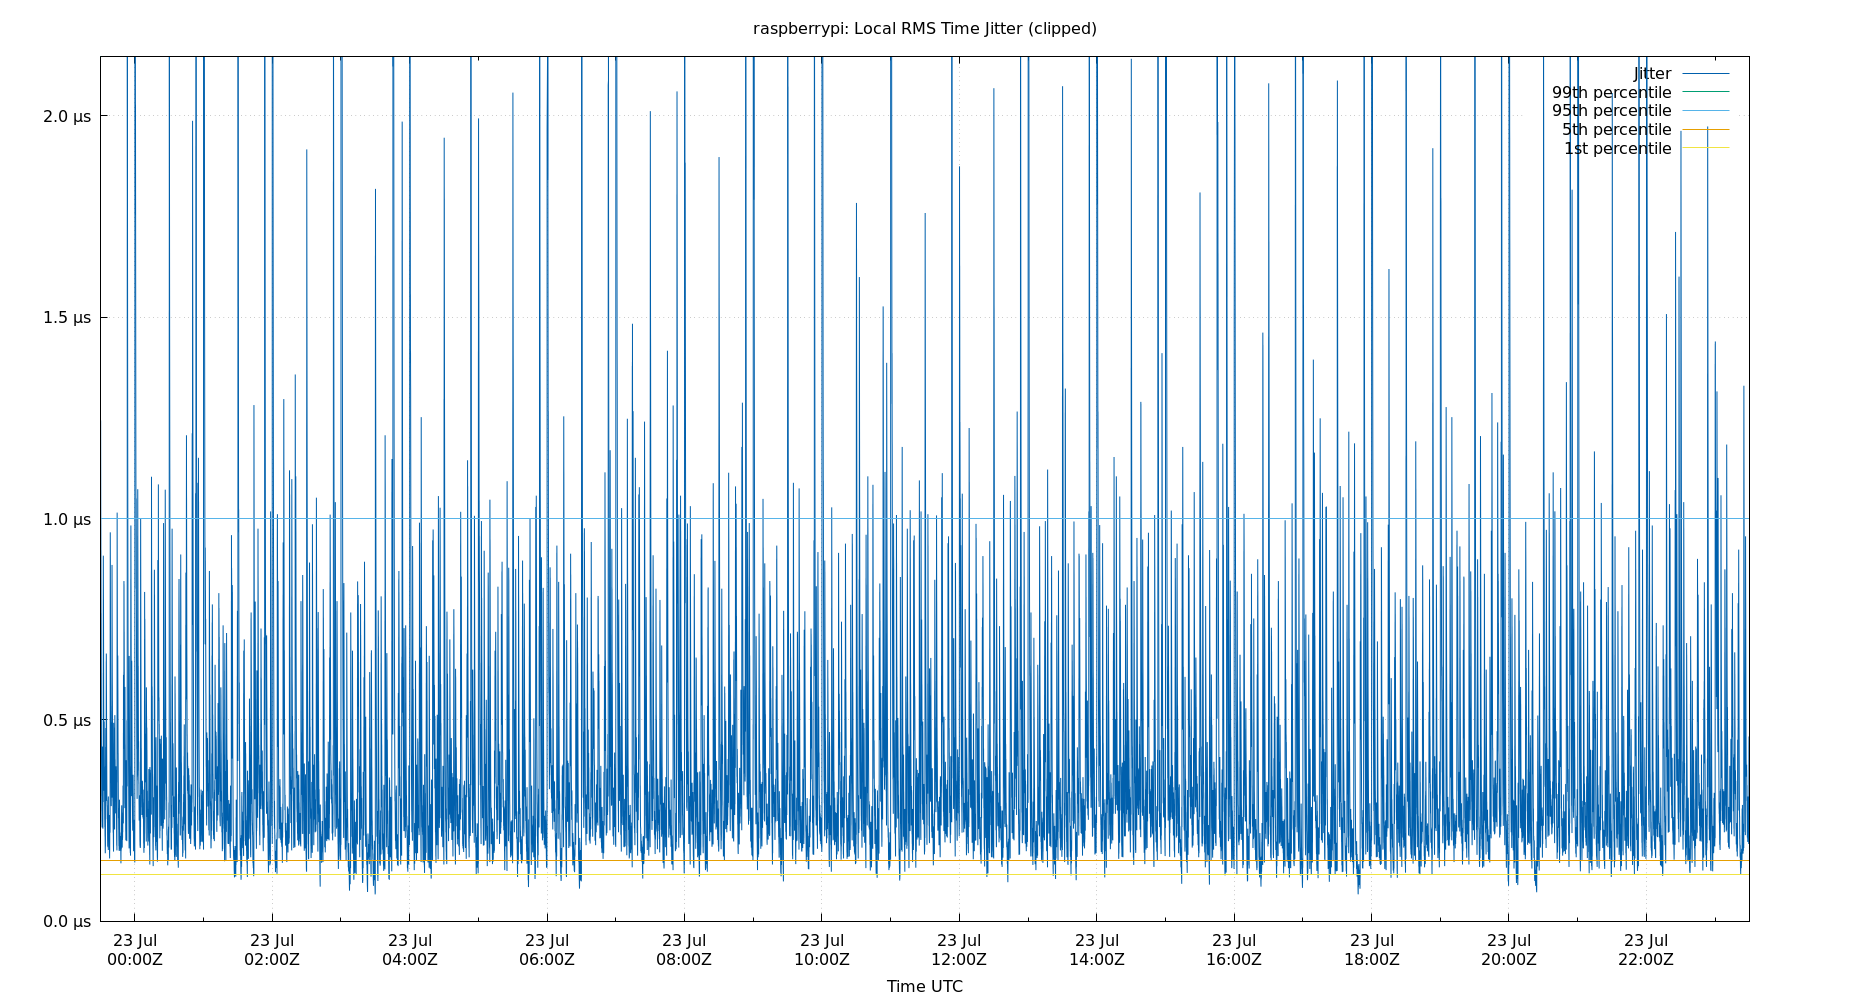 raspberrypi: Local RMS Time Jitter (clipped)
Jitter
99th percentile
95th percentile
5th percentile
1st percentile
2.0 µs
1.5 µs
1.0 µs
0.5 µs
0.0 µs
23 Jul 23 Jul 23 Jul 23 Jul 23 Jul 23 Jul 23 Jul 23 Jul 23 Jul 23 Jul 23 Jul 23 Jul
00:00Z 02:00Z 04:00Z 06:00Z 08:00Z 10:00Z 12:00Z 14:00Z 16:00Z 18:00Z 20:00Z 22:00Z
Time UTC